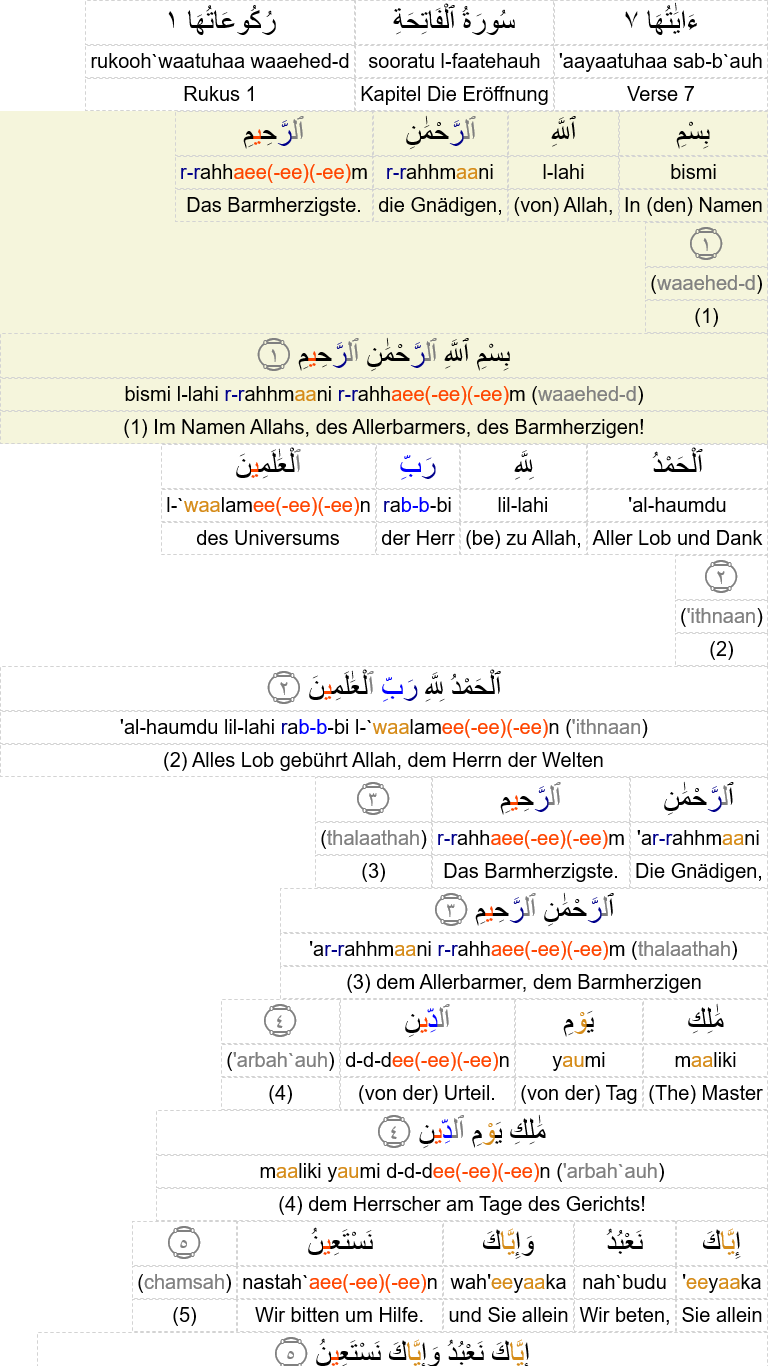 ءَايَٰتُهَا ٧ سُورَةُ ٱلْفَاتِحَةِ رُكُوعَاتُهَا ١
rukooh`waatuhaa waaehed-d sooratu l-faatehauh 'aayaatuhaa sab-b`auh
Rukus 1 Kapitel Die Eröffnung Verse 7
بِسْمِ ٱللَّهِ ٱلرَّحْمَٰنِ ٱلرَّحِيمِ
r-rahhaee(-ee)(-ee)m r-rahhmaani l-lahi bismi
Das Barmherzigste. die Gnädigen, (von) Allah, In (den) Namen
١
(waaehed-d)
(1)
بِسْمِ ٱللَّهِ ٱلرَّحْمَٰنِ ٱلرَّحِيمِ ١
bismi l-lahi r-rahhmaani r-rahhaee(-ee)(-ee)m (waaehed-d)
(1) Im Namen Allahs, des Allerbarmers, des Barmherzigen!
ٱلْحَمْدُ لِلَّهِ رَبِّ ٱلْعَٰلَمِينَ
l-`waalamee(-ee)(-ee)n rab-b-bi lil-lahi 'al-haumdu
des Universums der Herr (be) zu Allah, Aller Lob und Dank
٢
('ithnaan)
(2)
ٱلْحَمْدُ لِلَّهِ رَبِّ ٱلْعَٰلَمِينَ ٢
'al-haumdu lil-lahi rab-b-bi l-`waalamee(-ee)(-ee)n ('ithnaan)
(2) Alles Lob gebührt Allah, dem Herrn der Welten
ٱلرَّحْمَٰنِ ٱلرَّحِيمِ ٣
(thalaathah) r-rahhaee(-ee)(-ee)m 'ar-rahhmaani
(3) Das Barmherzigste. Die Gnädigen,
ٱلرَّحْمَٰنِ ٱلرَّحِيمِ ٣
'ar-rahhmaani r-rahhaee(-ee)(-ee)m (thalaathah)
(3) dem Allerbarmer, dem Barmherzigen
مَٰلِكِ يَوْمِ ٱلدِّينِ ٤
('arbah`auh) d-d-dee(-ee)(-ee)n yaumi maaliki
(4) (von der) Urteil. (von der) Tag (The) Master
مَٰلِكِ يَوْمِ ٱلدِّينِ ٤
maaliki yaumi d-d-dee(-ee)(-ee)n ('arbah`auh)
(4) dem Herrscher am Tage des Gerichts!
إِيَّاكَ نَعْبُدُ وَإِيَّاكَ نَسْتَعِينُ ٥
(chamsah) nastah`aee(-ee)(-ee)n wah'eeyaaka nah`budu 'eeyaaka
(5) Wir bitten um Hilfe. und Sie allein Wir beten, Sie allein
إِيَّاكَ نَعْبُدُ وَإِيَّاكَ نَسْتَعِينُ ٥